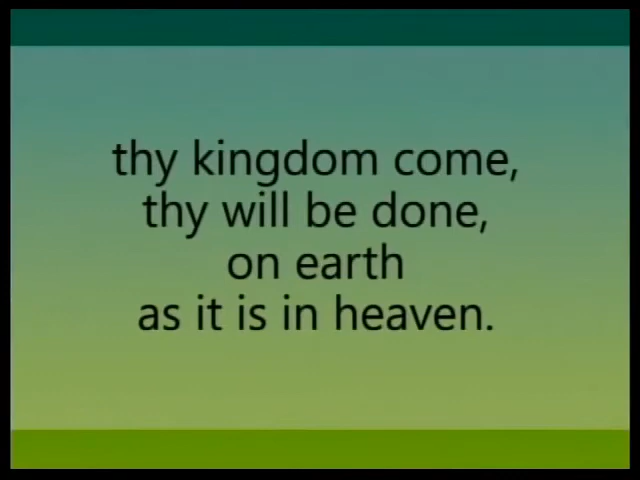 thy kingdom come,
thy will be done,
on earth
as it is in heaven.